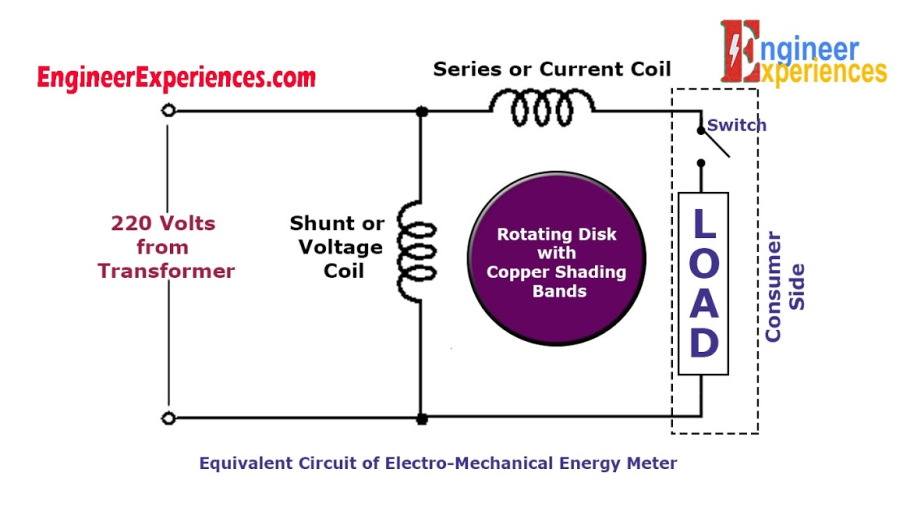 EngineerExperiences.com
Engineer
Experiences
Series or Current Coil
Switch
220 Volts
from
Transformer
Shunt or
Voltage
Coil
Rotating Disk
with
Copper Shading
Bands
LOAD
Consumer
Side
Equivalent Circuit of Electro-Mechanical Energy Meter